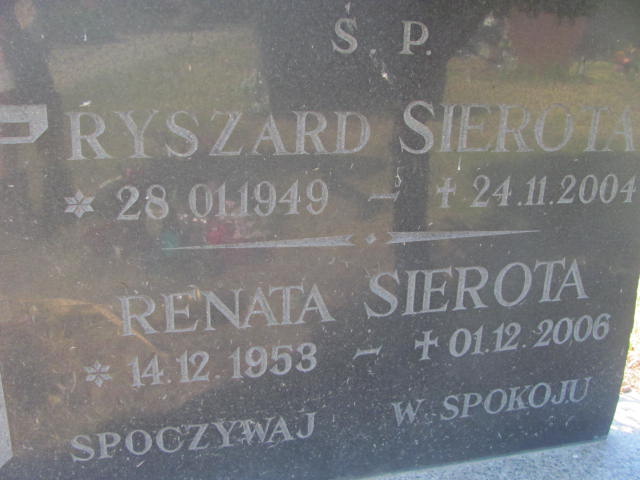 Ś. P.
RYSZARD SIEROTA
* 28 01 1949 - † 24.11.2004
RENATA SIEROTA
* 14.12.1953 - † 01.12.2006
SPOCZYWAJ W SPOKOJU